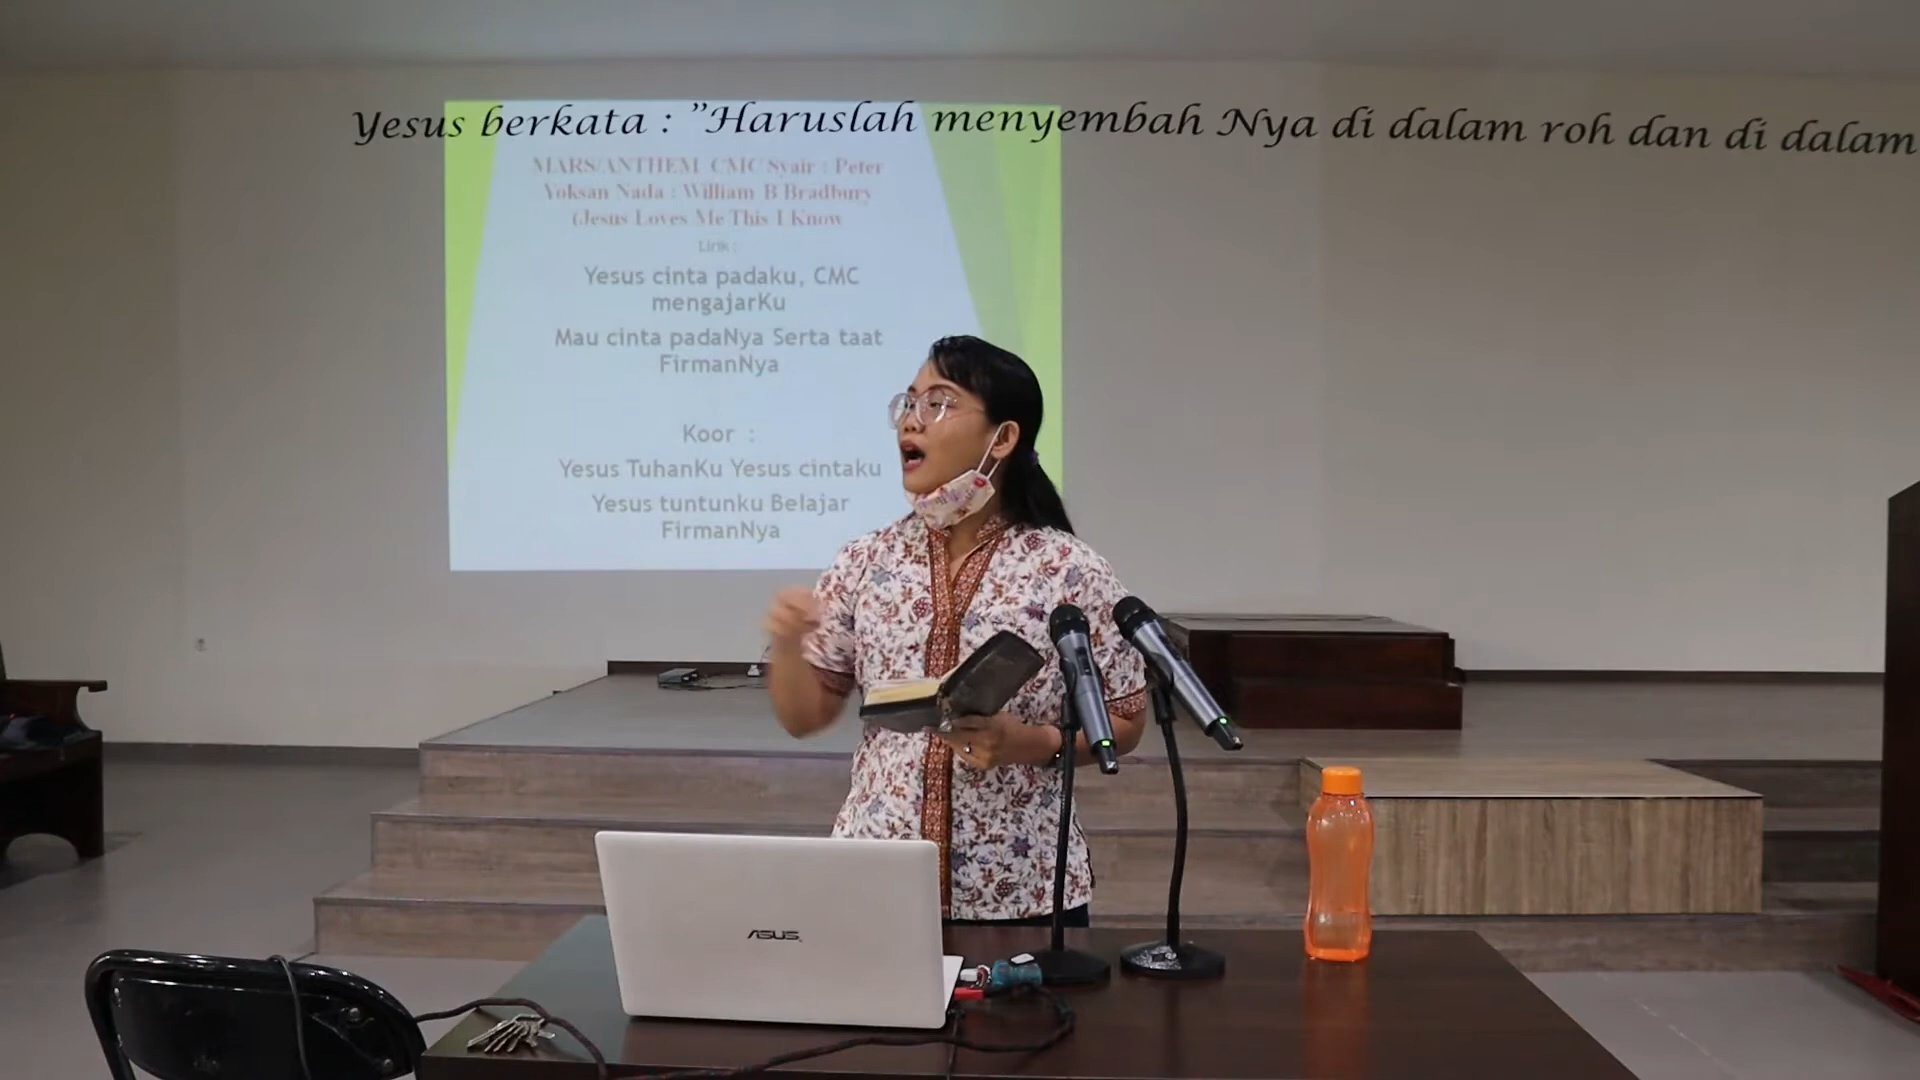 Yesus berkata : "Haruslah menyembah Nya di dalam roh dan di dalam
MARS/ANTHEM CMC Syair : Peter
Yoksan Nada : William B Bradbury
(Jesus Loves Me This I Know
Lirik :
Yesus cinta padaku, CMC
mengajarKu
Mau cinta padaNya Serta taat
FirmanNya
Koor :
Yesus TuhanKu Yesus cintaku
Yesus tuntunku Belajar
FirmanNya
ASUS